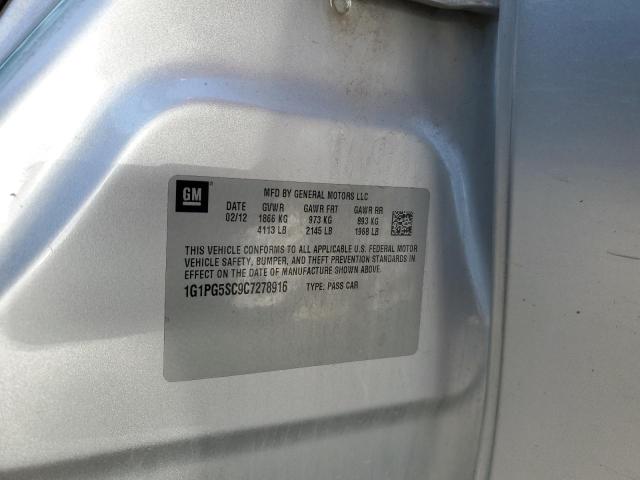 GM
MFD BY GENERAL MOTORS LLC
DATE GVWR GAWR FRT GAWR RR
02/12 1866 KG 973 KG 893 KG
4113 LB 2145 LB 1968 LB
THIS VEHICLE CONFORMS TO ALL APPLICABLE U.S. FEDERAL MOTOR
VEHICLE SAFETY, BUMPER, AND THEFT PREVENTION STANDARDS IN
EFFECT ON THE DATE OF MANUFACTURE SHOWN ABOVE.
1G1PG5SC9C7278916 TYPE: PASS CAR